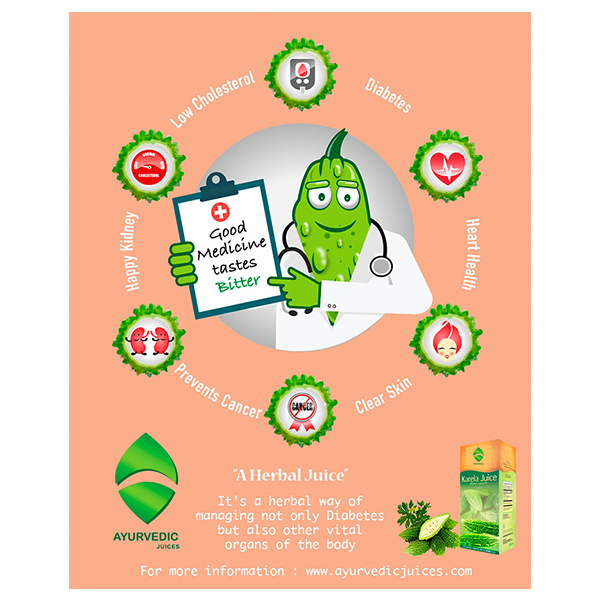 Low Cholesterol
Diabetes
CHOLESTEROL
Happy Kidney
Heart Health
Good
Medicine
tastes
Bitter
Prevents Cancer
CANCER
Clear Skin
"A Herbal Juice"
It's a herbal way of
managing not only Diabetes
but also other vital
organs of the body
AYURVEDIC
JUICES
AYURVEDIC
Karela Juice
For more information : www.ayurvedicjuices.com